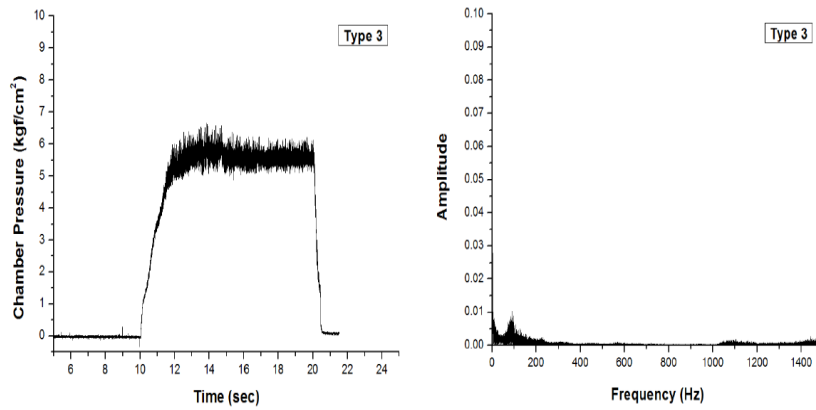 Type 3
Chamber Pressure (kgf/cm²)
10
9
8
7
6
5
4
3
2
1
0
6 8 10 12 14 16 18 20 22 24
Time (sec)
Type 3
Amplitude
0.10
0.09
0.08
0.07
0.06
0.05
0.04
0.03
0.02
0.01
0.00
0 200 400 600 800 1000 1200 1400
Frequency (Hz)